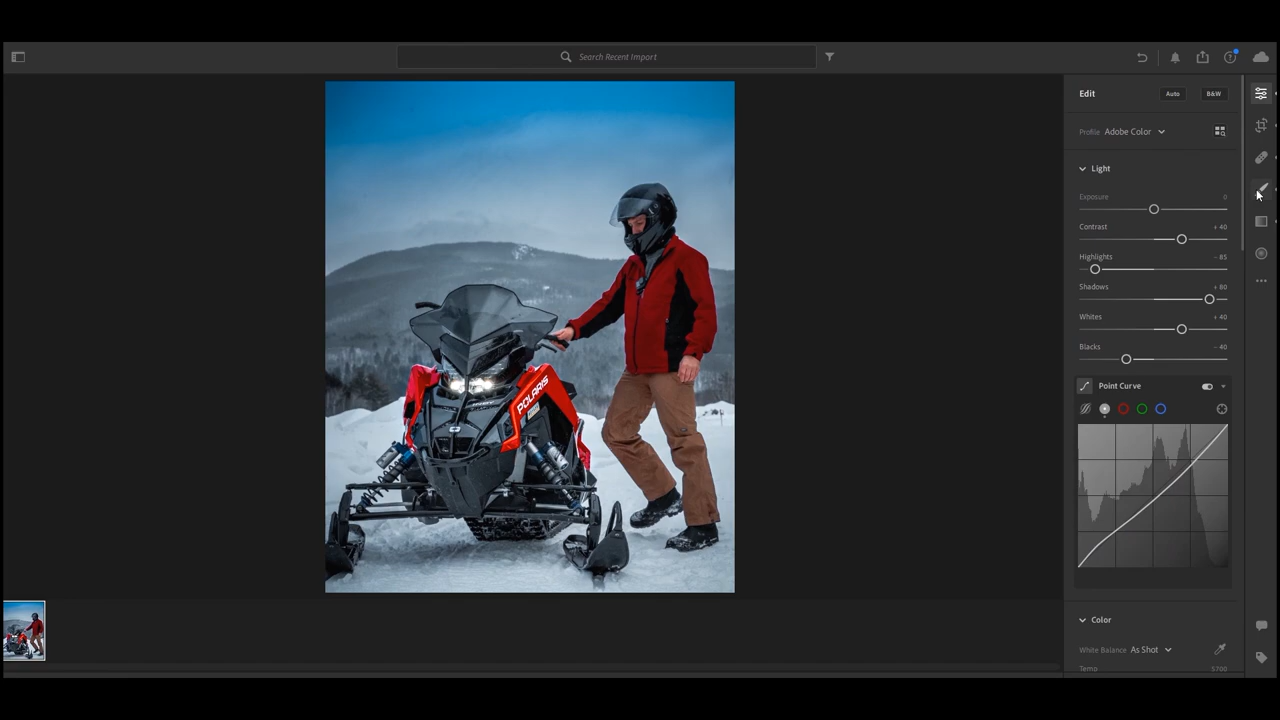 Search Recent Import
Edit
Auto
B&W
Profile Adobe Color
Light
Exposure 0
Contrast + 40
Highlights - 85
Shadows + 80
Whites + 40
Blacks - 40
Point Curve
Color
White Balance As Shot
Temp 5700
POLARIS